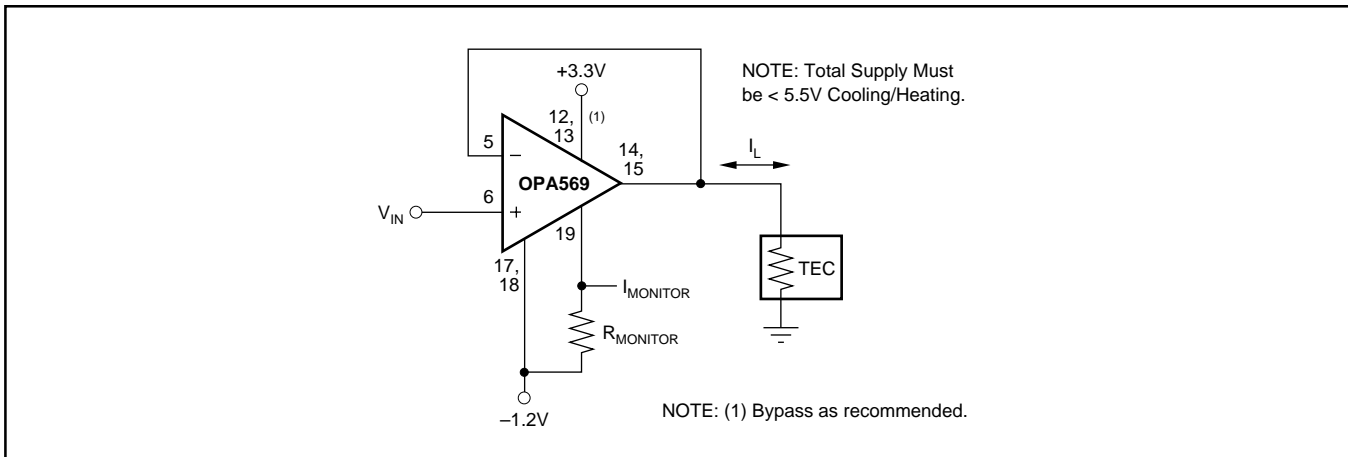 +3.3V
NOTE: Total Supply Must
be < 5.5V Cooling/Heating.
12,
13
(1)
5
−
14,
15
I_L
OPA569
6
+
V_IN
19
TEC
17,
18
I_MONITOR
R_MONITOR
–1.2V
NOTE: (1) Bypass as recommended.